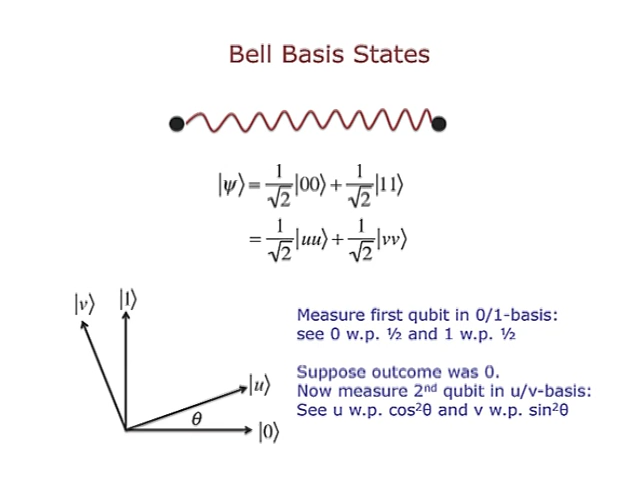 Bell Basis States
|ψ⟩ = 1/√2 |00⟩ + 1/√2 |11⟩
= 1/√2 |uu⟩ + 1/√2 |vv⟩
|v⟩ |1⟩
|u⟩
θ
|0⟩
Measure first qubit in 0/1-basis:
see 0 w.p. ½ and 1 w.p. ½
Suppose outcome was 0.
Now measure 2ⁿᵈ qubit in u/v-basis:
See u w.p. cos²θ and v w.p. sin²θ